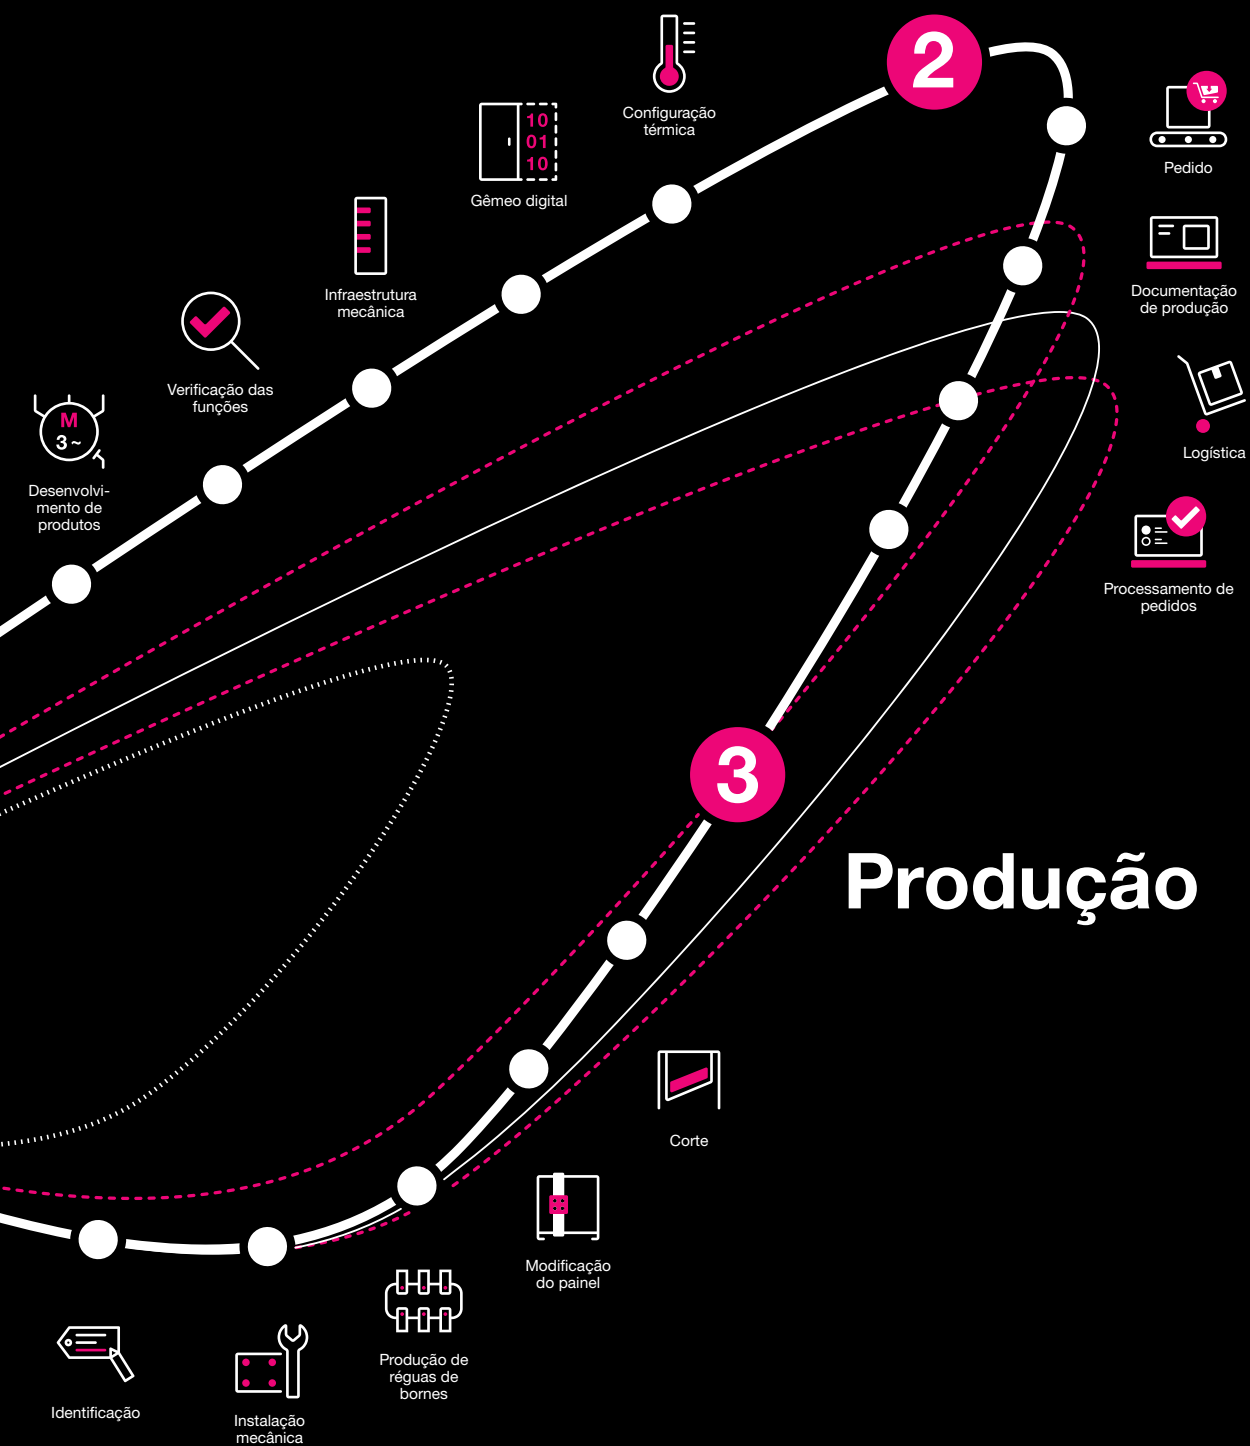 2
Configuração
térmica
10
01
10
Gêmeo digital
Infraestrutura
mecânica
Verificação das
funções
M
3 ~
Desenvolvi-
mento de
produtos
Pedido
Documentação
de produção
Logística
Processamento de
pedidos
3
Produção
Corte
Modificação
do painel
Produção de
réguas de
bornes
Instalação
mecânica
Identificação